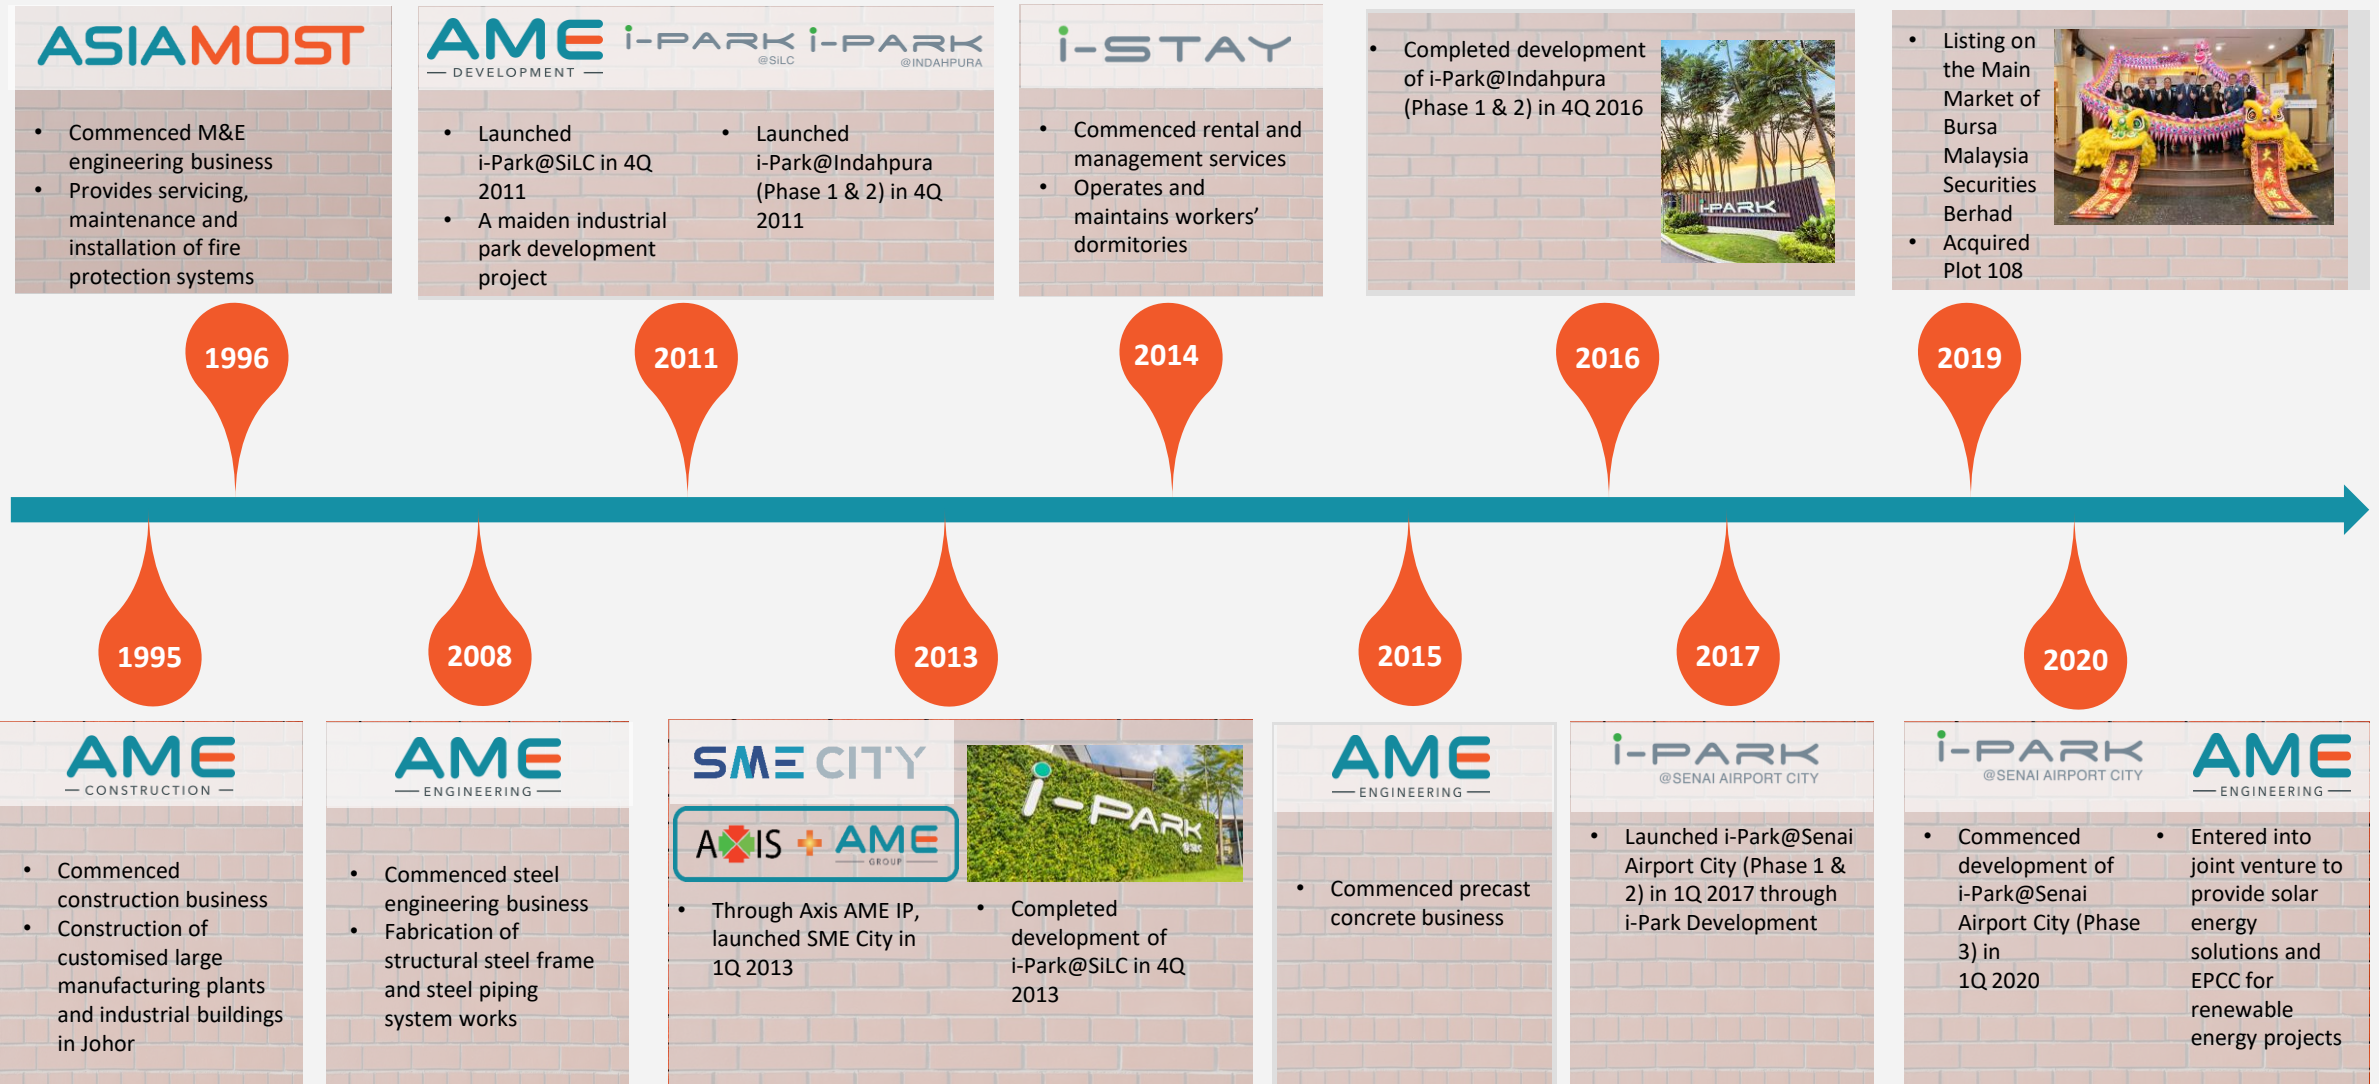 ASIAMOST
• Commenced M&E
engineering business
• Provides servicing,
maintenance and
installation of fire
protection systems
AME
DEVELOPMENT
i-PARK
@SiLC
i-PARK
@INDAHPURA
• Launched
i-Park@SiLC in 4Q
2011
• A maiden industrial
park development
project
• Launched
i-Park@Indahpura
(Phase 1 & 2) in 4Q
2011
i-STAY
• Commenced rental and
management services
• Operates and
maintains workers’
dormitories
• Completed development
of i-Park@Indahpura
(Phase 1 & 2) in 4Q 2016
i-PARK
• Listing on
the Main
Market of
Bursa
Malaysia
Securities
Berhad
• Acquired
Plot 108
1996
2011
2014
2016
2019
1995
2008
2013
2015
2017
2020
AME
CONSTRUCTION
• Commenced
construction business
• Construction of
customised large
manufacturing plants
and industrial buildings
in Johor
AME
ENGINEERING
• Commenced steel
engineering business
• Fabrication of
structural steel frame
and steel piping
system works
SME CITY
AXIS + AME
GROUP
• Through Axis AME IP,
launched SME City in
1Q 2013
i-PARK
• Completed
development of
i-Park@SiLC in 4Q
2013
AME
ENGINEERING
• Commenced precast
concrete business
i-PARK
@SENAI AIRPORT CITY
• Launched i-Park@Senai
Airport City (Phase 1 &
2) in 1Q 2017 through
i-Park Development
i-PARK
@SENAI AIRPORT CITY
• Commenced
development of
i-Park@Senai
Airport City (Phase
3) in
1Q 2020
AME
ENGINEERING
• Entered into
joint venture to
provide solar
energy
solutions and
EPCC for
renewable
energy projects